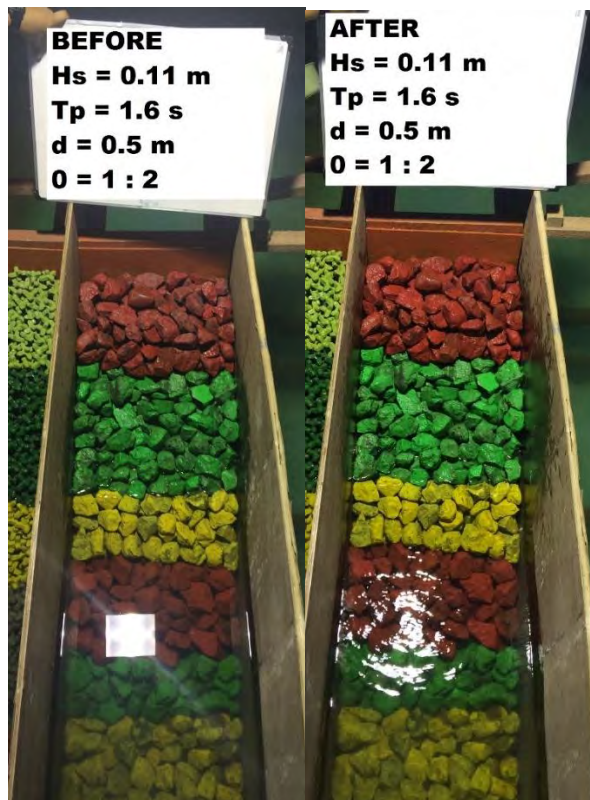 BEFORE
Hs = 0.11 m
Tp = 1.6 s
d = 0.5 m
0 = 1 : 2
AFTER
Hs = 0.11 m
Tp = 1.6 s
d = 0.5 m
0 = 1 : 2